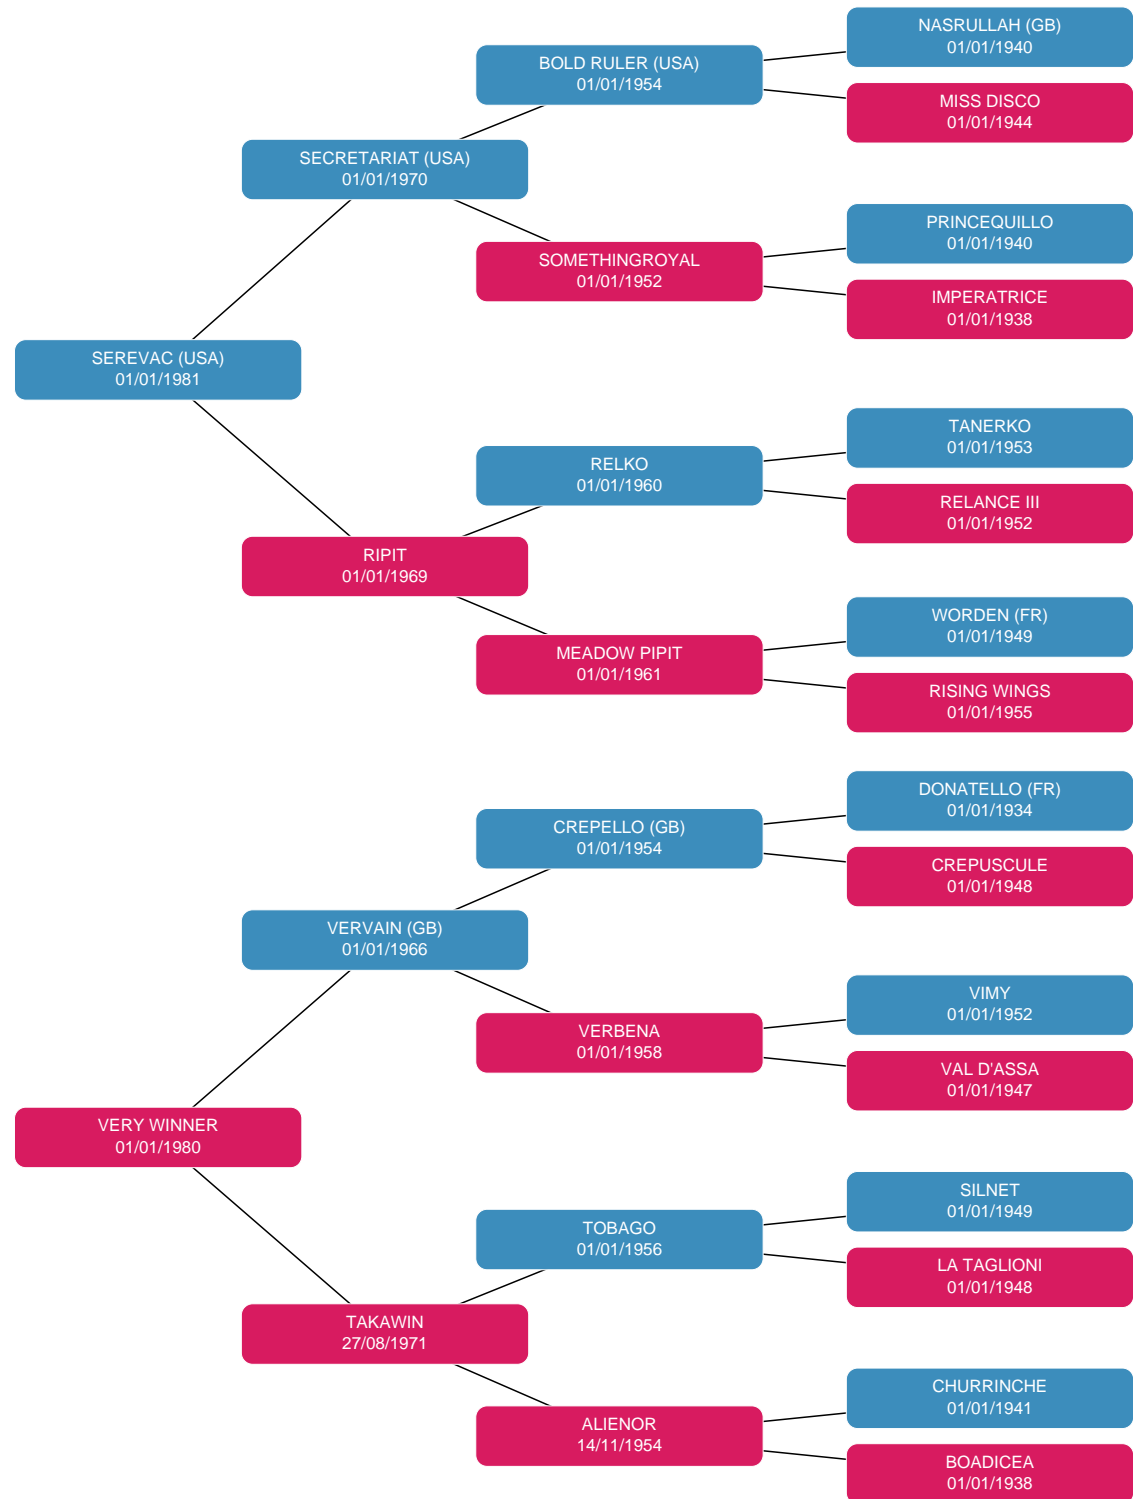 NASRULLAH (GB)
01/01/1940
BOLD RULER (USA)
01/01/1954
MISS DISCO
01/01/1944
SECRETARIAT (USA)
01/01/1970
PRINCEQUILLO
01/01/1940
SOMETHINGROYAL
01/01/1952
IMPERATRICE
01/01/1938
SEREVAC (USA)
01/01/1981
TANERKO
01/01/1953
RELKO
01/01/1960
RELANCE III
01/01/1952
RIPIT
01/01/1969
WORDEN (FR)
01/01/1949
MEADOW PIPIT
01/01/1961
RISING WINGS
01/01/1955
DONATELLO (FR)
01/01/1934
CREPELLO (GB)
01/01/1954
CREPUSCULE
01/01/1948
VERVAIN (GB)
01/01/1966
VIMY
01/01/1952
VERBENA
01/01/1958
VAL D'ASSA
01/01/1947
VERY WINNER
01/01/1980
SILNET
01/01/1949
TOBAGO
01/01/1956
LA TAGLIONI
01/01/1948
TAKAWIN
27/08/1971
CHURRINCHE
01/01/1941
ALIENOR
14/11/1954
BOADICEA
01/01/1938